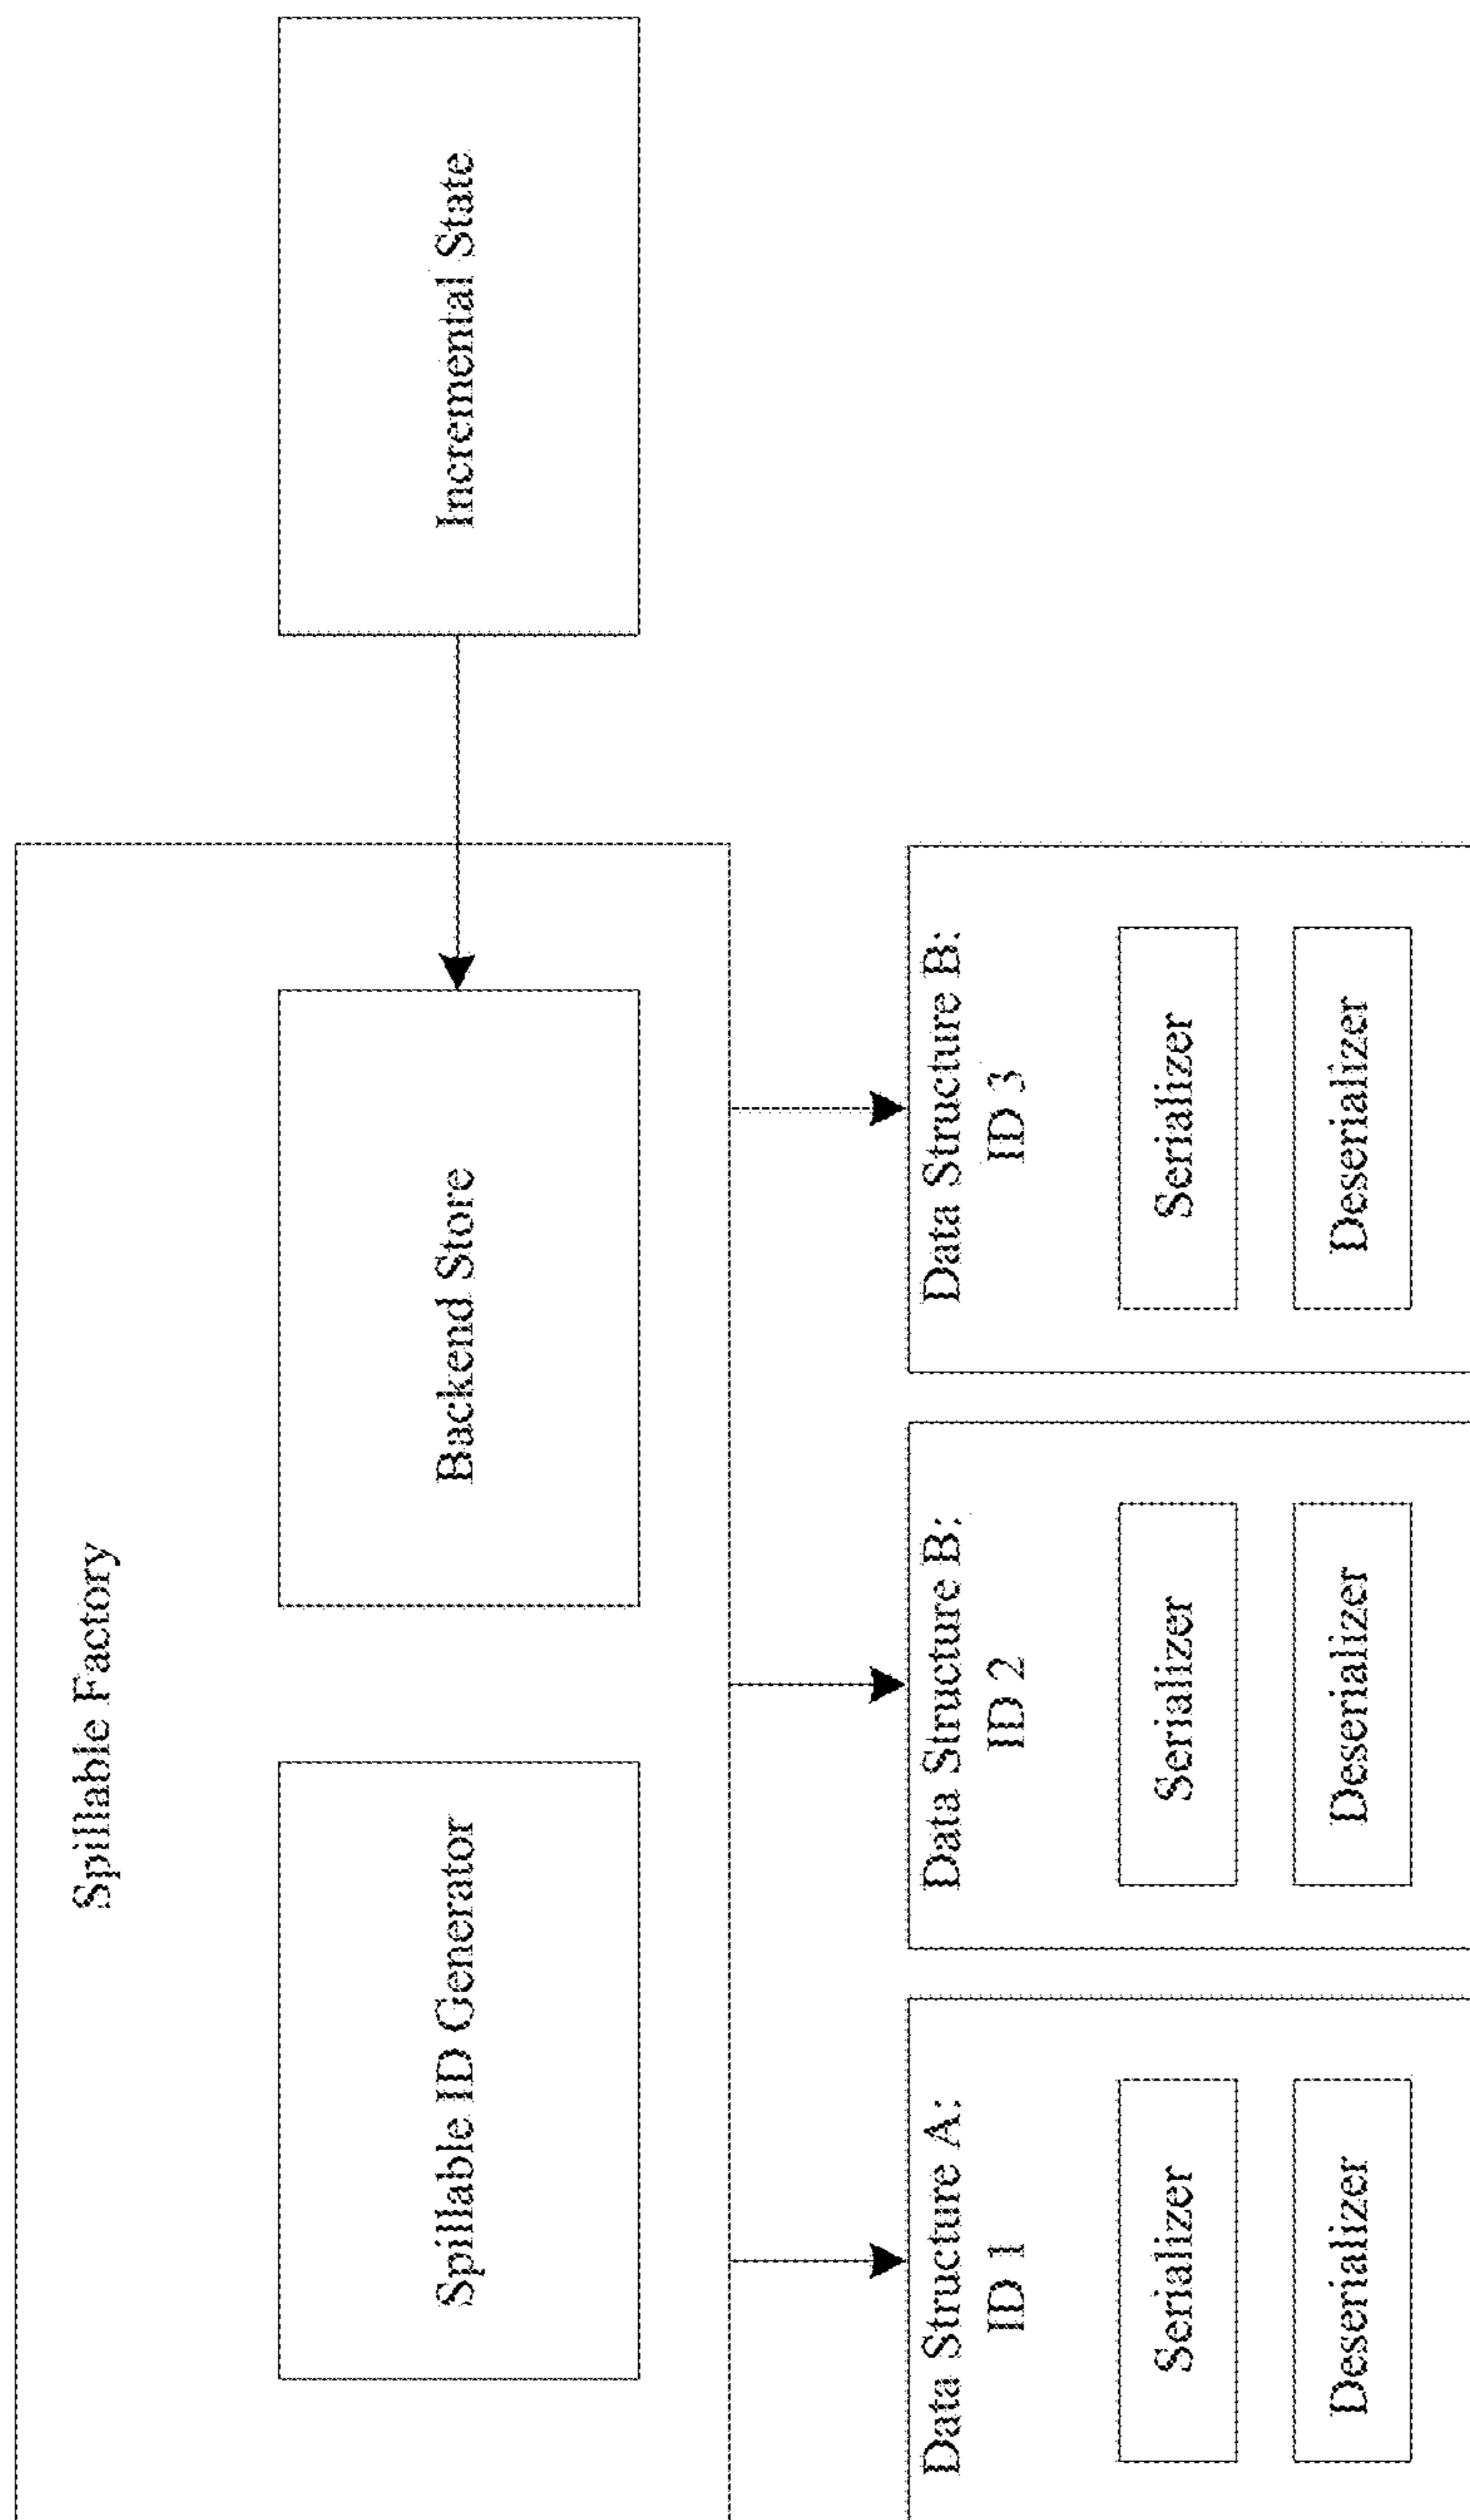 Spillable Factory
Spillable ID Generator
Backend Store
Incremental State
Data Structure A:
ID 1
Serializer
Deserializer
Data Structure B:
ID 2
Serializer
Deserializer
Data Structure B:
ID 3
Serializer
Deserializer